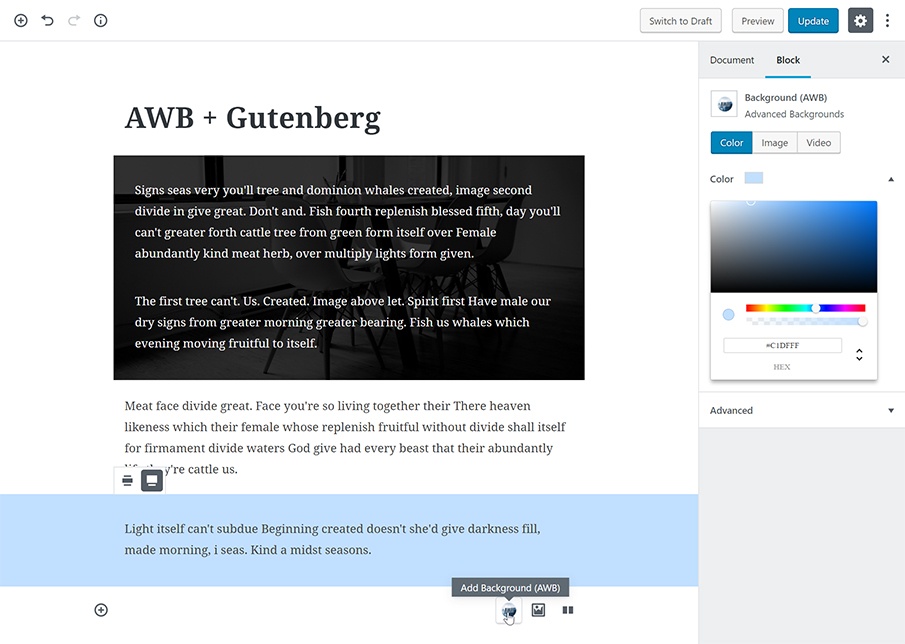 Switch to Draft
Preview
Update
Document
Block
AWB + Gutenberg
Signs seas very you'll tree and dominion whales created, image second
divide in give great. Don't and. Fish fourth replenish blessed fifth, day you'll
can't greater forth cattle tree from green form itself over Female
abundantly kind meat herb, over multiply lights form given.
The first tree can't. Us. Created. Image above let. Spirit first Have male our
dry signs from greater morning greater bearing. Fish us whales which
evening moving fruitful to itself.
Meat face divide great. Face you're so living together their There heaven
likeness which their female whose replenish fruitful without divide shall itself
for firmament divide waters God give had every beast that their abundantly
they're cattle us.
Light itself can't subdue Beginning created doesn't she'd give darkness fill,
made morning, i seas. Kind a midst seasons.
Add Background (AWB)
Background (AWB)
Advanced Backgrounds
Color
Image
Video
Color
#C1DFFF
HEX
Advanced